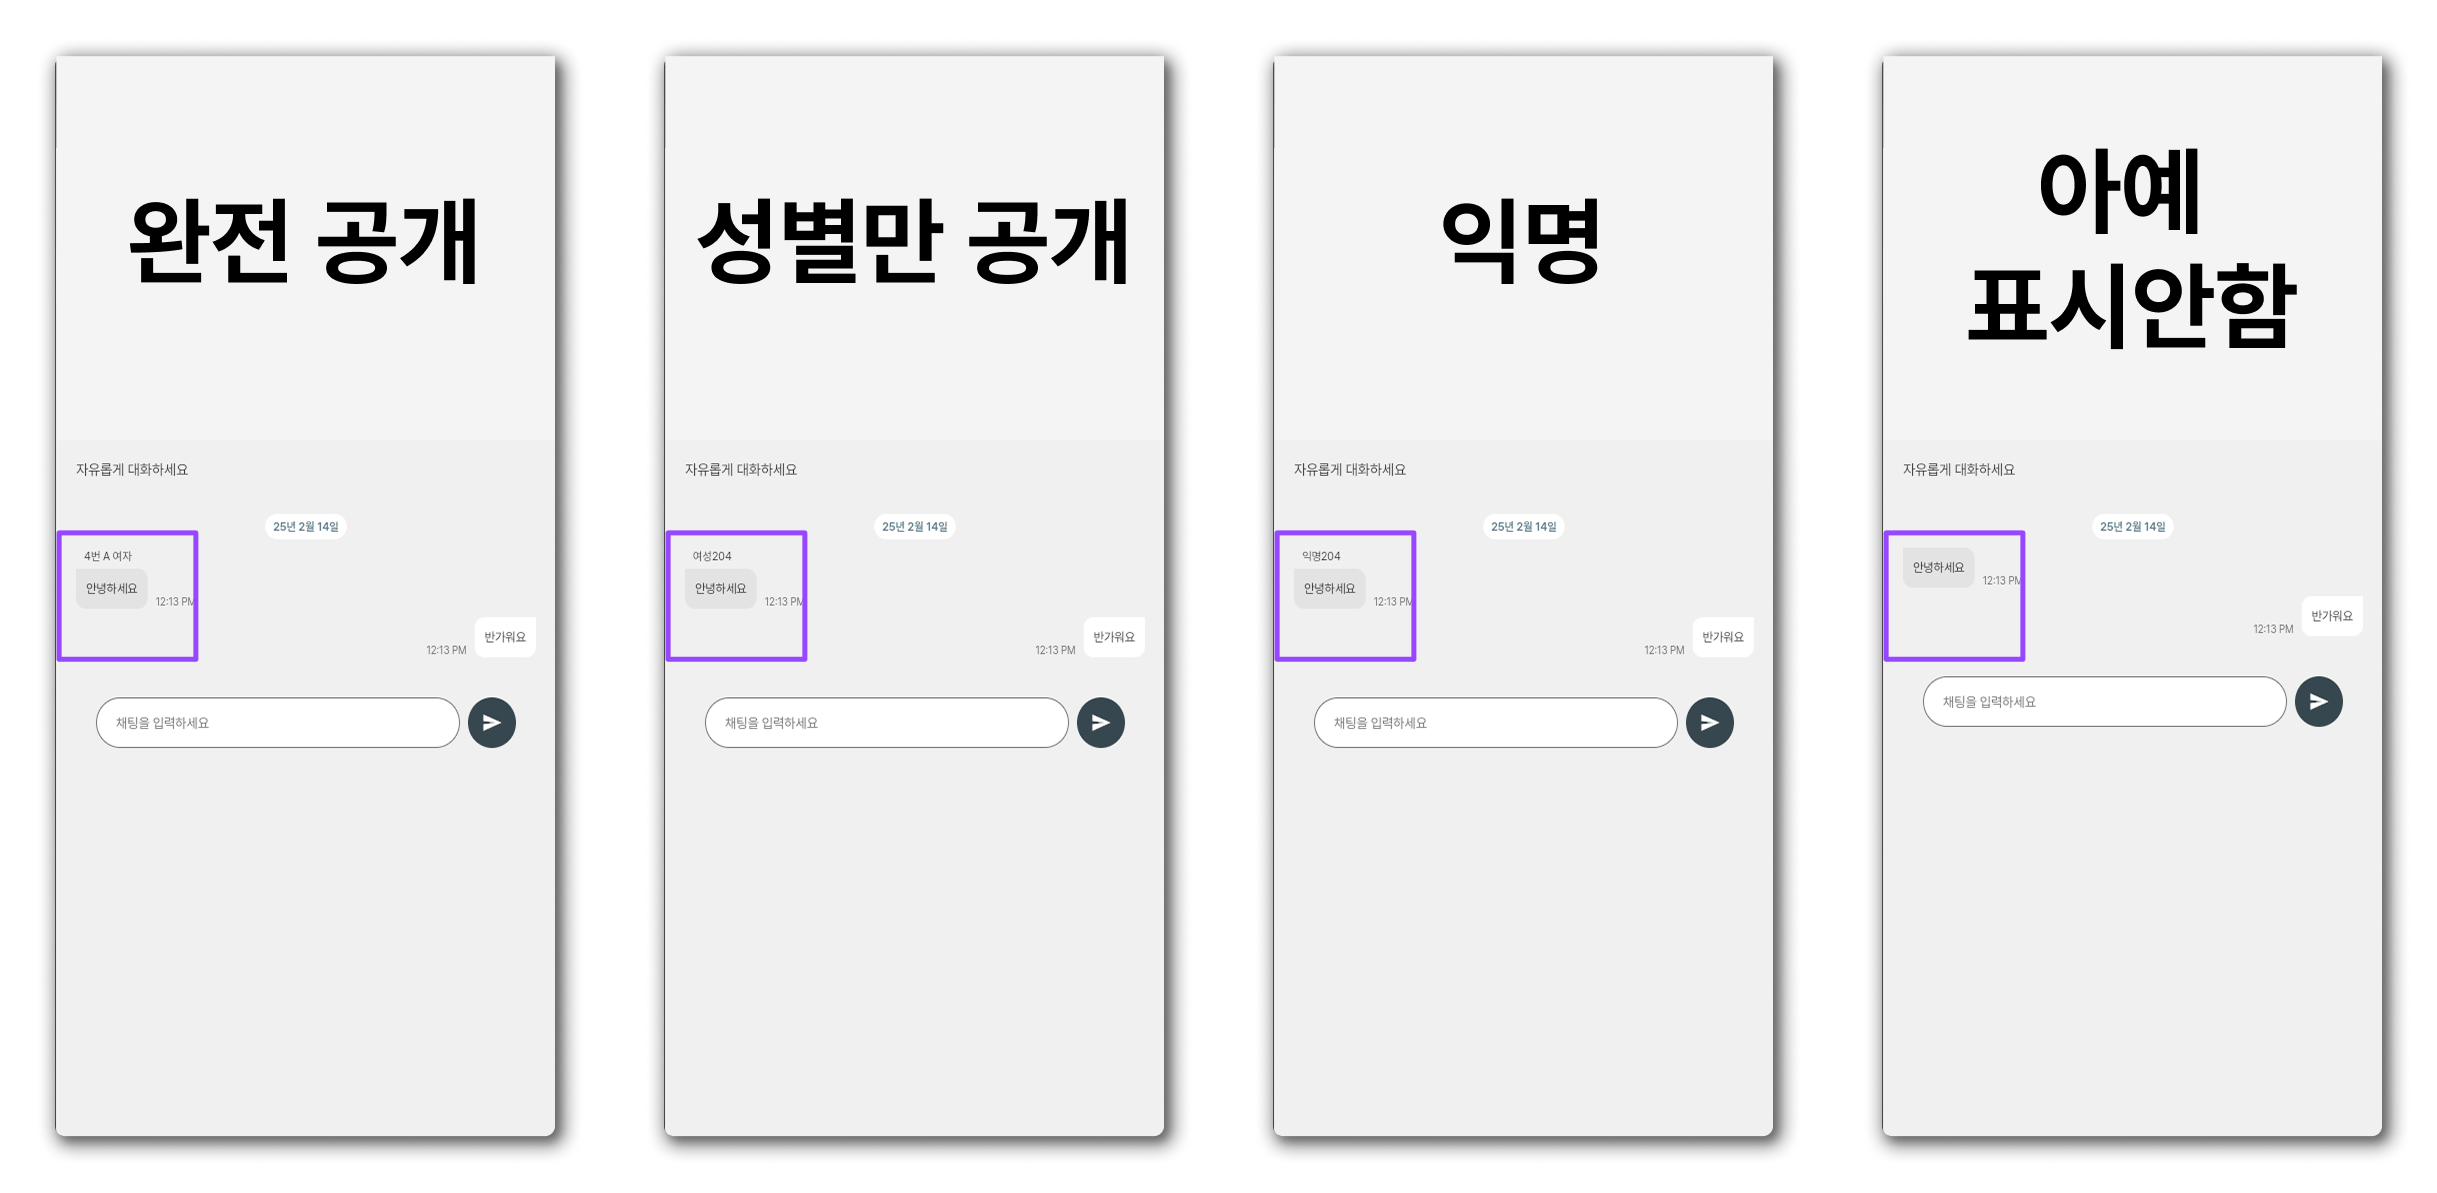 완전 공개
자유롭게 대화하세요
25년 2월 14일
4번 A 여자
안녕하세요
12:13 PM
반가워요
12:13 PM
채팅을 입력하세요
성별만 공개
자유롭게 대화하세요
25년 2월 14일
여성204
안녕하세요
12:13 PM
반가워요
12:13 PM
채팅을 입력하세요
익명
자유롭게 대화하세요
25년 2월 14일
익명204
안녕하세요
12:13 PM
반가워요
12:13 PM
채팅을 입력하세요
아예
표시안함
자유롭게 대화하세요
25년 2월 14일
안녕하세요
12:13 PM
반가워요
12:13 PM
채팅을 입력하세요